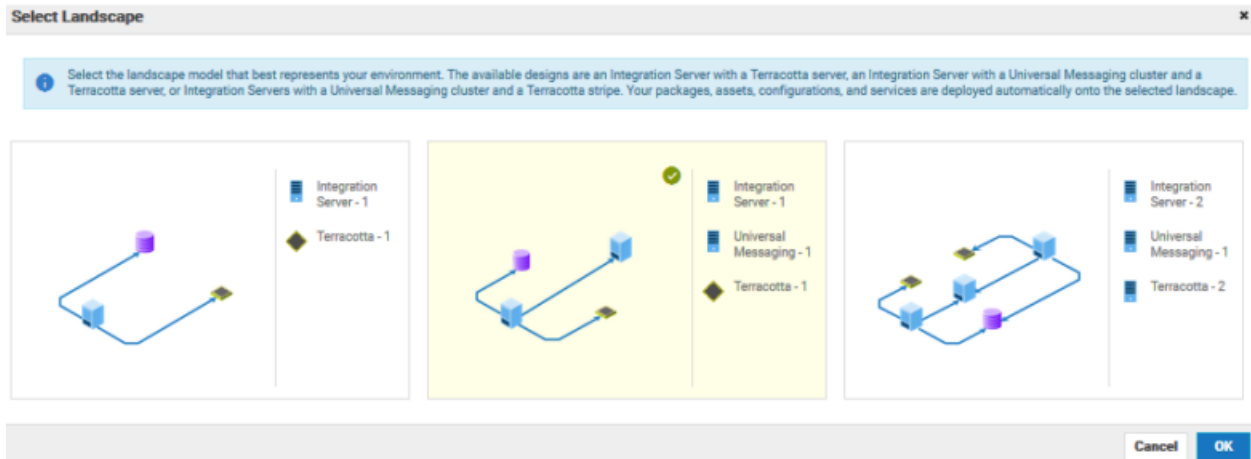 Select Landscape
Select the landscape model that best represents your environment. The available designs are an Integration Server with a Terracotta server, an Integration Server with a Universal Messaging cluster and a
Terracotta server, or Integration Servers with a Universal Messaging cluster and a Terracotta stripe. Your packages, assets, configurations, and services are deployed automatically onto the selected landscape.
Integration
Server - 1
Terracotta - 1
Integration
Server - 1
Universal
Messaging - 1
Terracotta - 1
Integration
Server - 2
Universal
Messaging - 1
Terracotta - 2
Cancel
OK